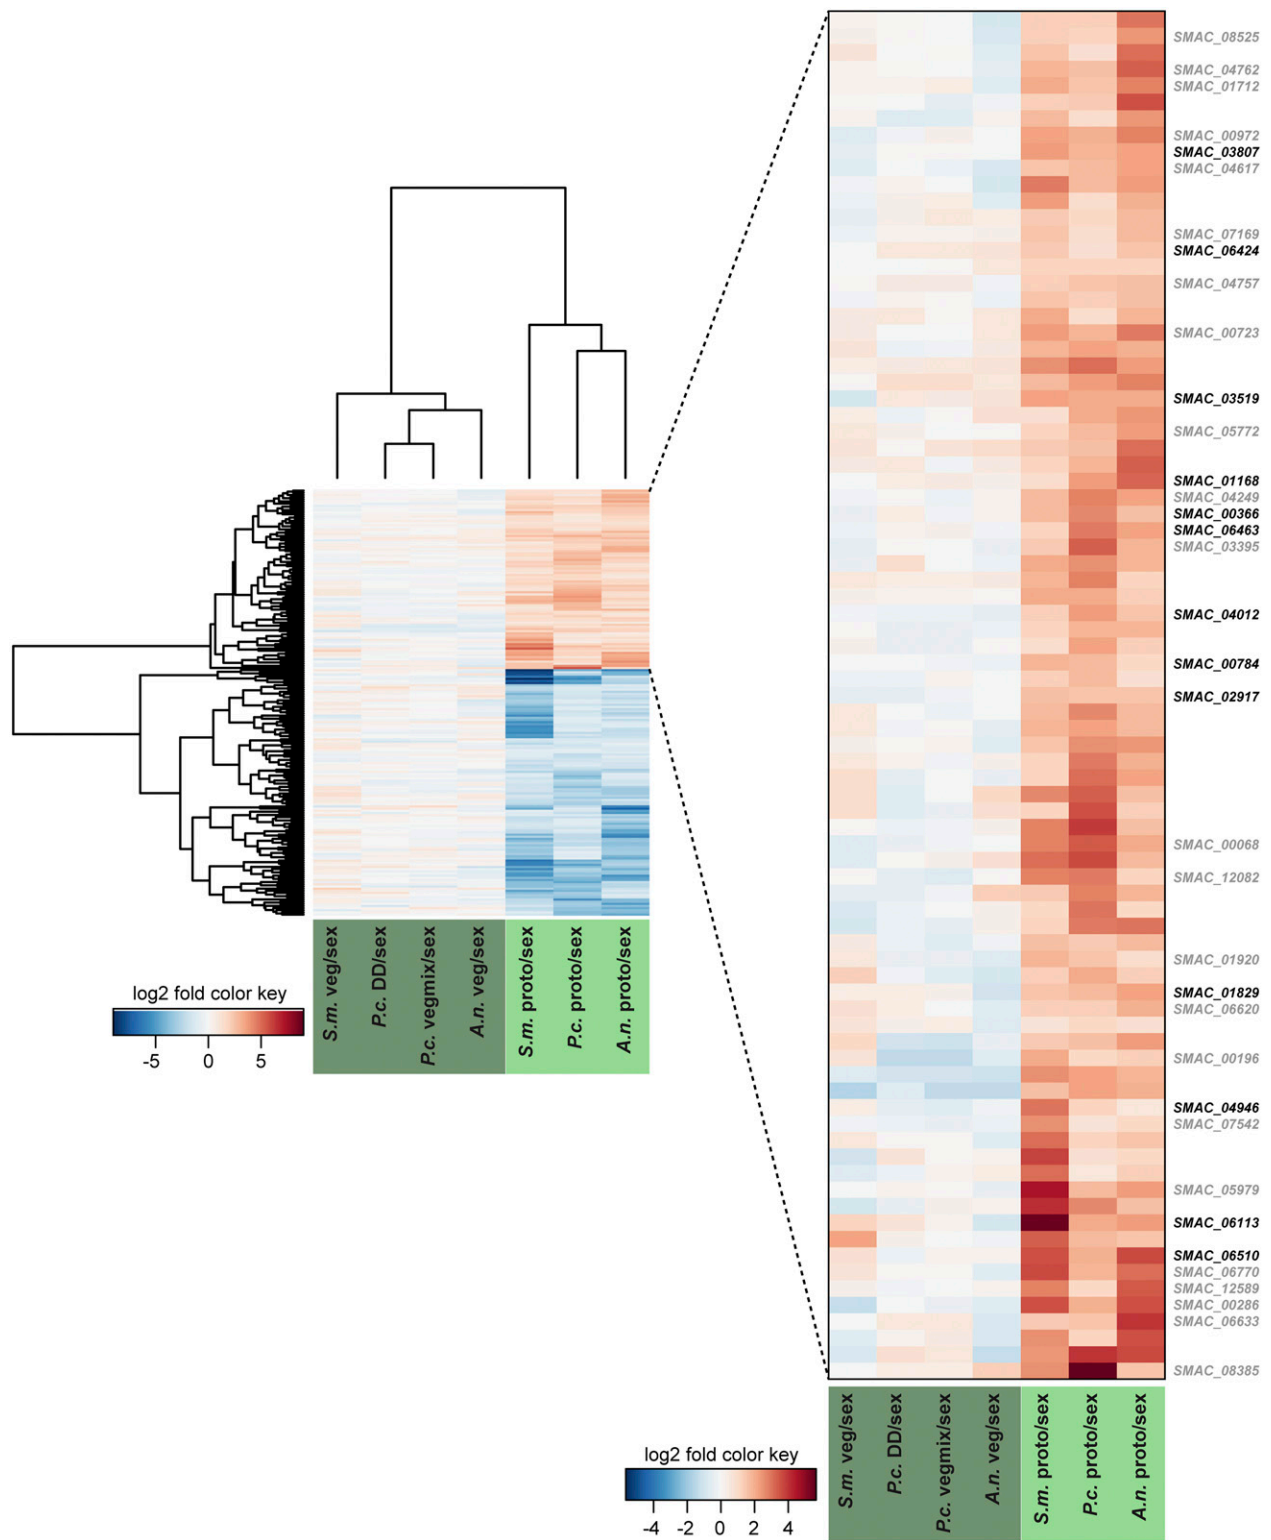 SMAC_08525
SMAC_04762
SMAC_01712
SMAC_00972
SMAC_03807
SMAC_04617
SMAC_07169
SMAC_06424
SMAC_04757
SMAC_00723
SMAC_03519
SMAC_05772
SMAC_01168
SMAC_04249
SMAC_00366
SMAC_06463
SMAC_03395
SMAC_04012
SMAC_00784
SMAC_02917
SMAC_00068
SMAC_12082
SMAC_01920
SMAC_01829
SMAC_06620
SMAC_00196
SMAC_04946
SMAC_07542
SMAC_05979
SMAC_06113
SMAC_06510
SMAC_06770
SMAC_12589
SMAC_00286
SMAC_06633
SMAC_08385
S.m. veg/sex
P.c. DD/sex
P.c. vegmix/sex
A.n. veg/sex
S.m. proto/sex
P.c. proto/sex
A.n. proto/sex
log2 fold color key
-5 0 5
S.m. veg/sex
P.c. DD/sex
P.c. vegmix/sex
A.n. veg/sex
S.m. proto/sex
P.c. proto/sex
A.n. proto/sex
log2 fold color key
-4 -2 0 2 4